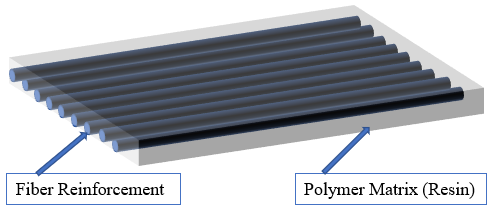 Fiber Reinforcement
Polymer Matrix (Resin)